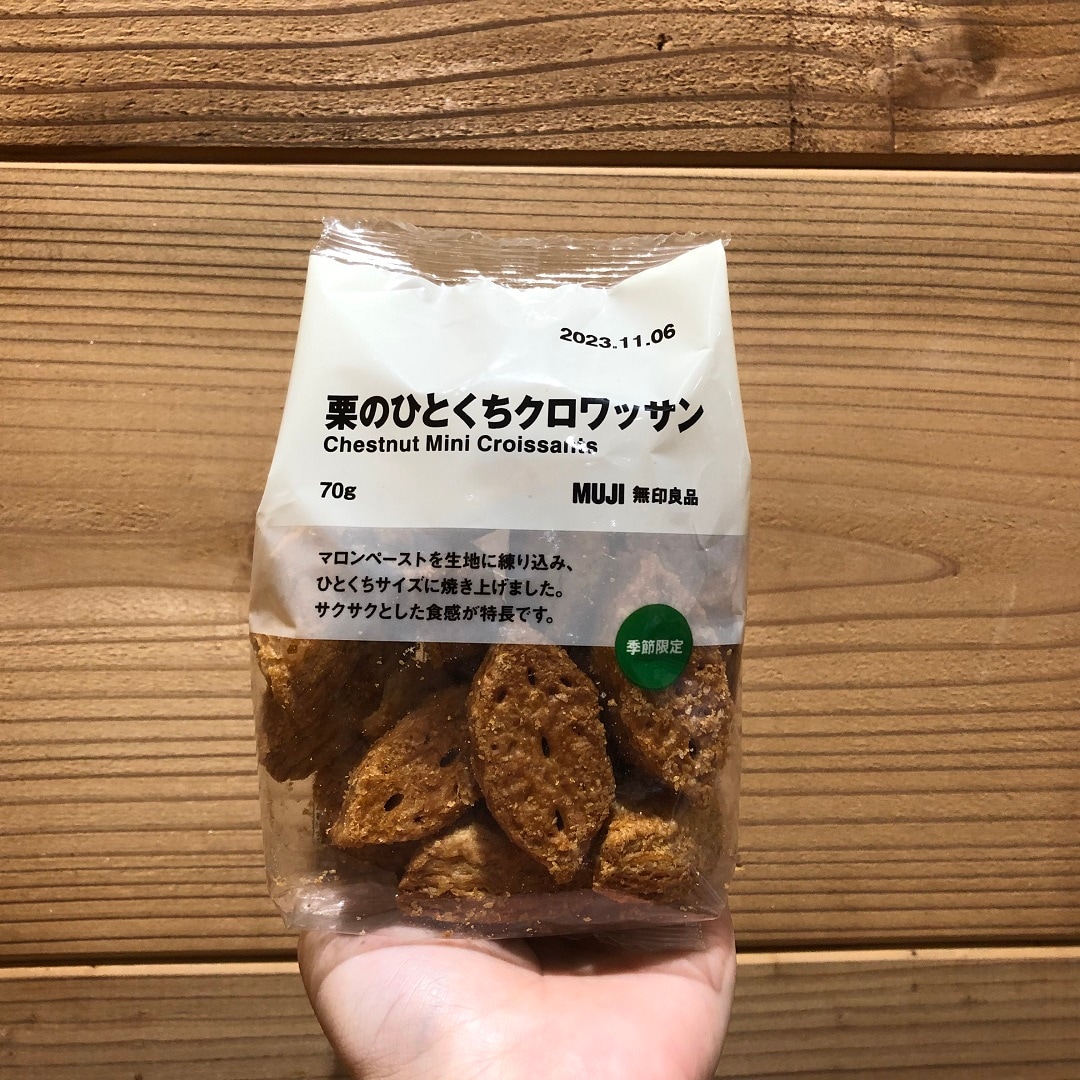 2023.11.06
栗のひとくちクロワッサン
Chestnut Mini Croissants
70g
MUJI 無印良品
マロンペーストを生地に練り込み、
ひとくちサイズに焼き上げました。
サクサクとした食感が特長です。
季節限定